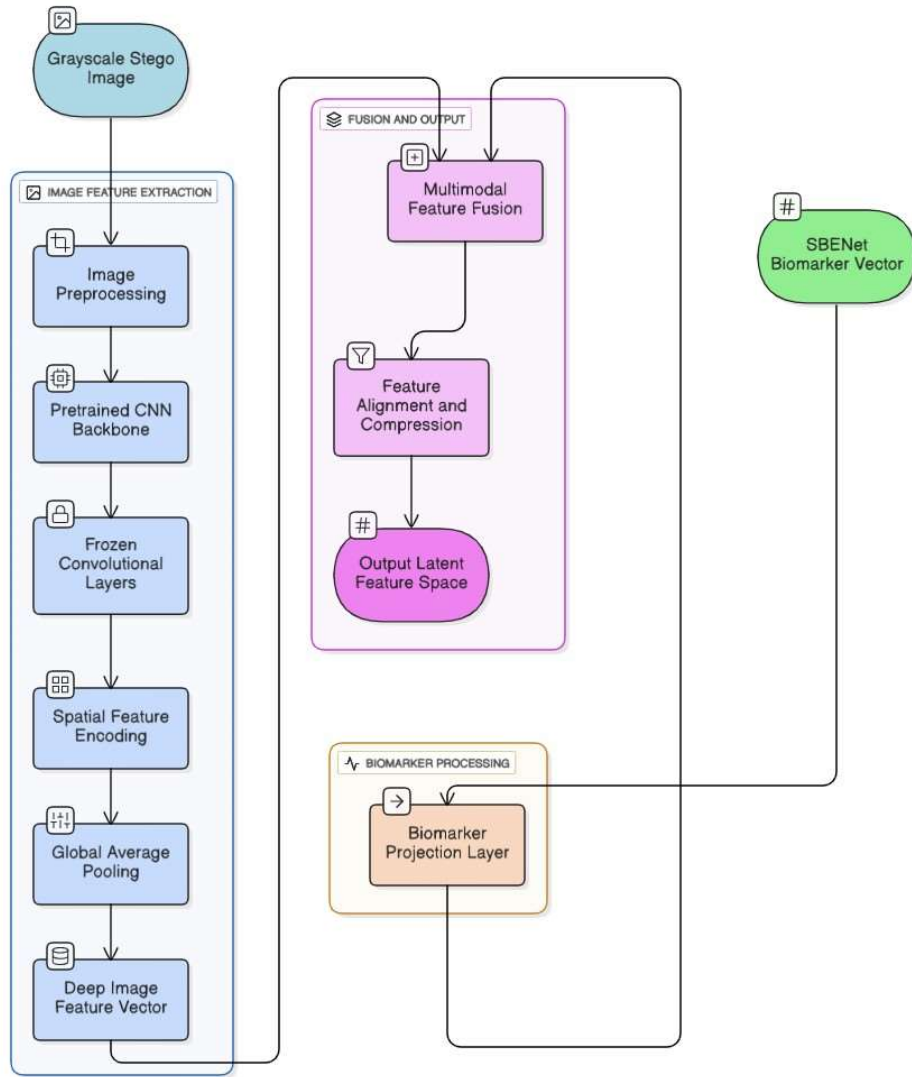 Grayscale Stego
Image
IMAGE FEATURE EXTRACTION
Image
Preprocessing
Pretrained CNN
Backbone
Frozen
Convolutional
Layers
Spatial Feature
Encoding
Global Average
Pooling
Deep Image
Feature Vector
FUSION AND OUTPUT
Multimodal
Feature Fusion
Feature
Alignment and
Compression
Output Latent
Feature Space
#
SBENet
Biomarker Vector
#
BIOMARKER PROCESSING
Biomarker
Projection Layer